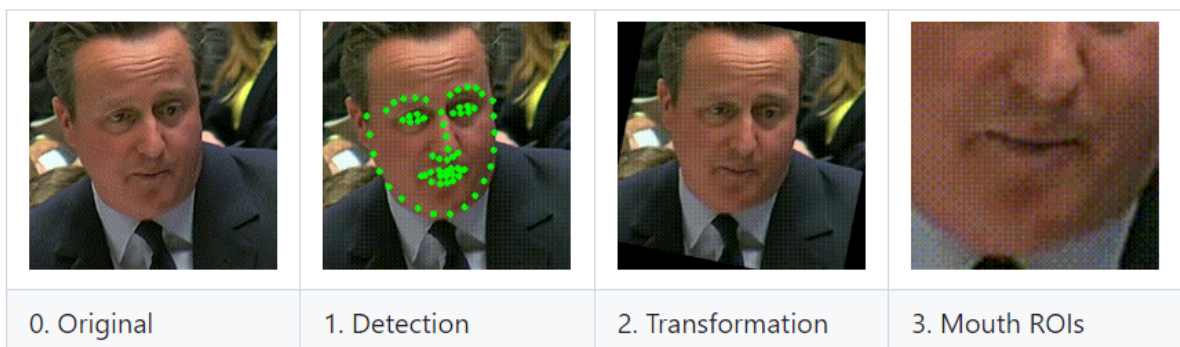 0. Original
1. Detection
2. Transformation
3. Mouth ROIs